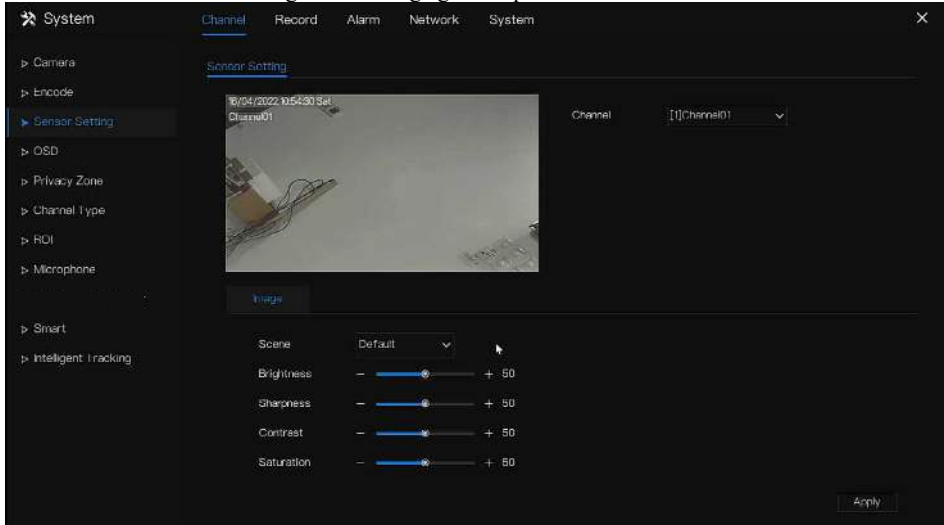 System
Channel Record Alarm Network System
Camera
Encode
Sensor Setting
OSD
Privacy Zone
Channel Type
ROI
Microphone
Smart
Intelligent Tracking
Sensor Setting
16/04/2022 10:54:30 Sat
Channel01
Channel [1]Channel01
Image
Scene Default
Brightness - + 50
Sharpness - + 50
Contrast - + 50
Saturation - + 50
Apply